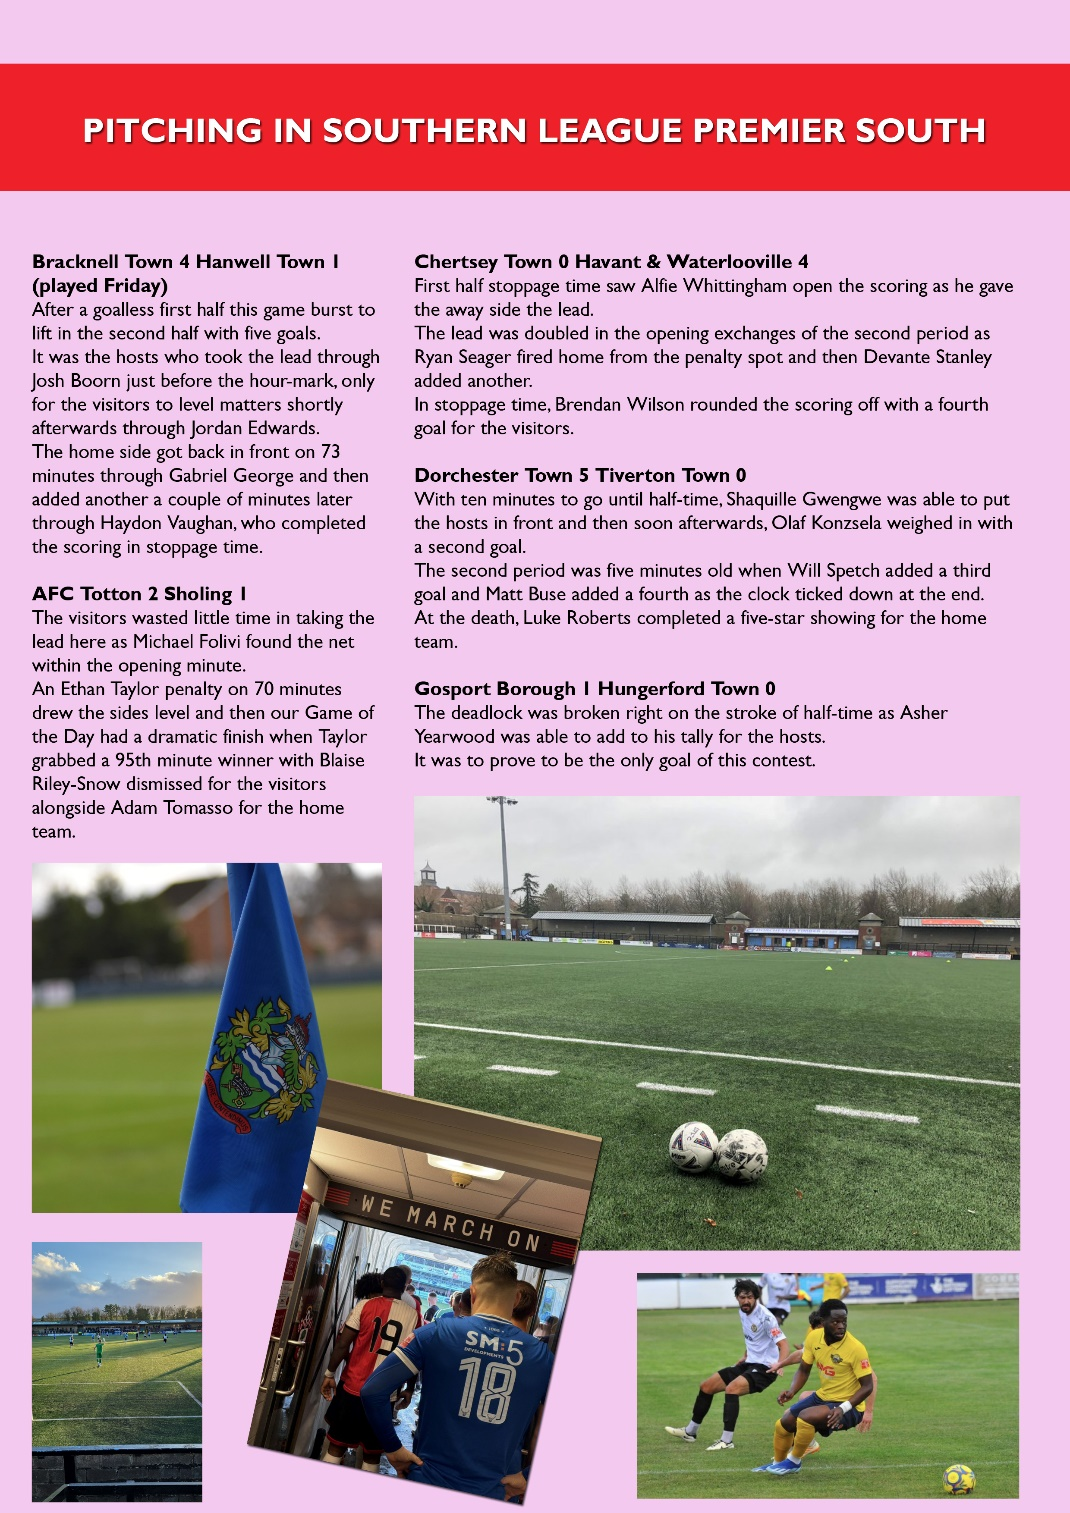 PITCHING IN SOUTHERN LEAGUE PREMIER SOUTH
Bracknell Town 4 Hanwell Town 1
(played Friday)
After a goalless first half this game burst to
lift in the second half with five goals.
It was the hosts who took the lead through
Josh Boorn just before the hour-mark, only
for the visitors to level matters shortly
afterwards through Jordan Edwards.
The home side got back in front on 73
minutes through Gabriel George and then
added another a couple of minutes later
through Haydon Vaughan, who completed
the scoring in stoppage time.
AFC Totton 2 Sholing 1
The visitors wasted little time in taking the
lead here as Michael Folivi found the net
within the opening minute.
An Ethan Taylor penalty on 70 minutes
drew the sides level and then our Game of
the Day had a dramatic finish when Taylor
grabbed a 95th minute winner with Blaise
Riley-Snow dismissed for the visitors
alongside Adam Tomasso for the home
team.
Chertsey Town 0 Havant & Waterlooville 4
First half stoppage time saw Alfie Whittingham open the scoring as he gave
the away side the lead.
The lead was doubled in the opening exchanges of the second period as
Ryan Seager fired home from the penalty spot and then Devante Stanley
added another.
In stoppage time, Brendan Wilson rounded the scoring off with a fourth
goal for the visitors.
Dorchester Town 5 Tiverton Town 0
With ten minutes to go until half-time, Shaquille Gwengwe was able to put
the hosts in front and then soon afterwards, Olaf Konzsela weighed in with
a second goal.
The second period was five minutes old when Will Spetch added a third
goal and Matt Buse added a fourth as the clock ticked down at the end.
At the death, Luke Roberts completed a five-star showing for the home
team.
Gosport Borough 1 Hungerford Town 0
The deadlock was broken right on the stroke of half-time as Asher
Yearwood was able to add to his tally for the hosts.
It was to prove to be the only goal of this contest.
WE MARCH ON
19
SM:5
DEVELOPMENTS
18